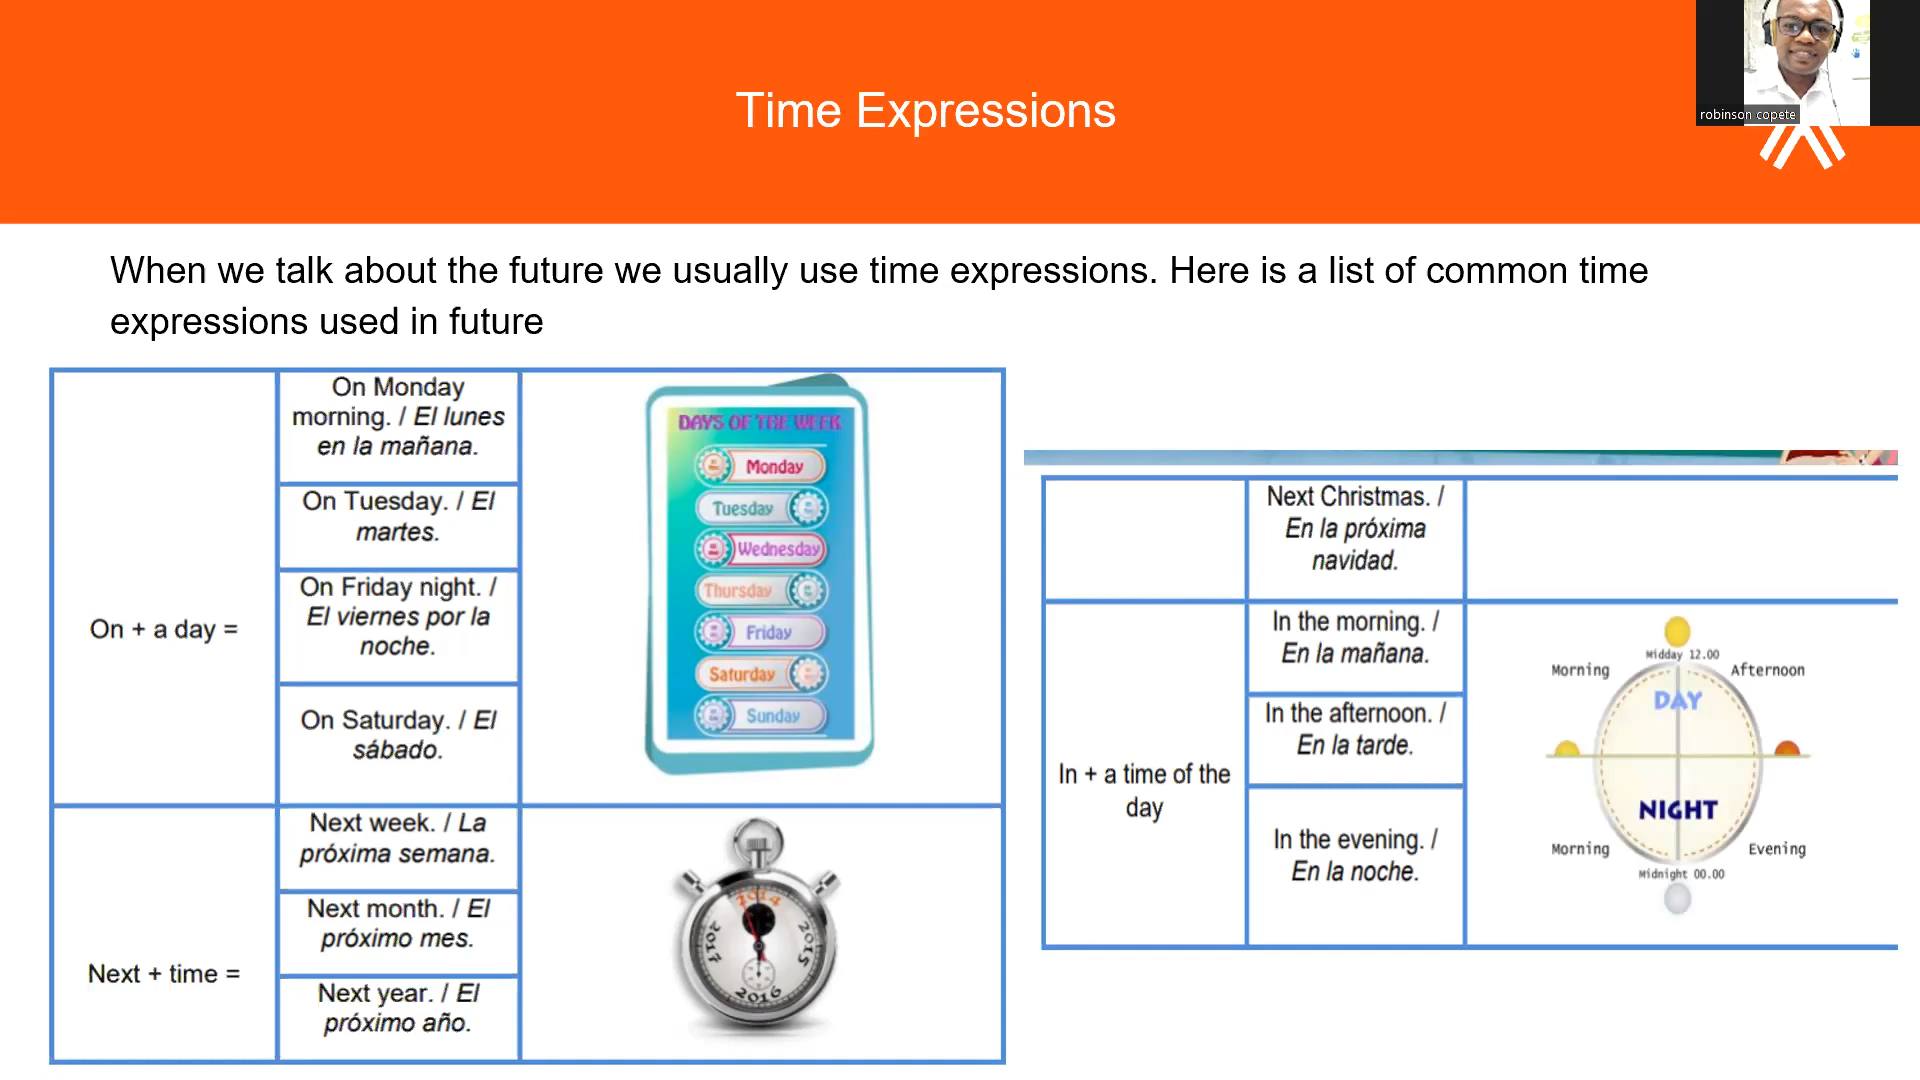 Time Expressions
robinson copete
When we talk about the future we usually use time expressions. Here is a list of common time
expressions used in future
On + a day =
On Monday
morning. / El lunes
en la mañana.
On Tuesday. / El
martes.
On Friday night. /
El viernes por la
noche.
On Saturday. / El
sábado.
DAYS OF THE WEEK
Monday
Tuesday
Wednesday
Thursday
Friday
Saturday
Sunday
Next + time =
Next week. / La
próxima semana.
Next month. / El
próximo mes.
Next year. / El
próximo año.
2014
2015
2016
2017
Next Christmas. /
En la próxima
navidad.
In + a time of the
day
In the morning. /
En la mañana.
In the afternoon. /
En la tarde.
In the evening. /
En la noche.
Midday 12.00
Morning
Afternoon
DAY
NIGHT
Morning
Evening
Midnight 00.00